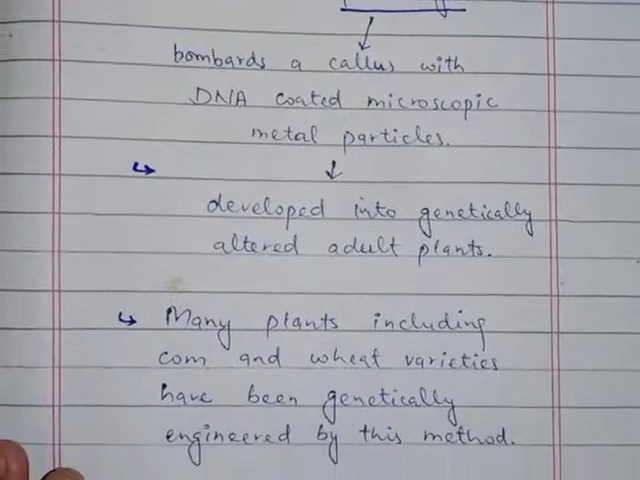 bombards a callus with
DNA coated microscopic
metal particles.
developed into genetically
altered adult plants.
Many plants including
corn and wheat varieties
have been genetically
engineered by this method.